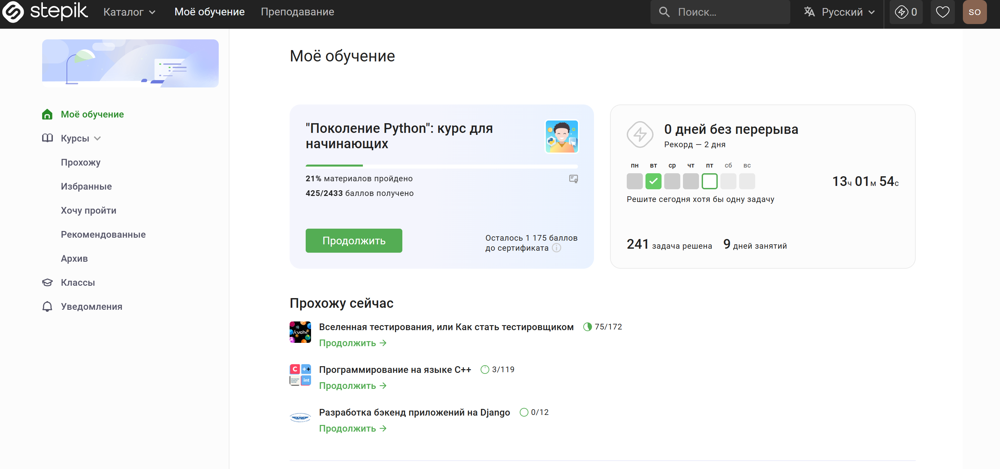 stepik Каталог Моё обучение Преподавание Поиск... Русский 0 SO
Моё обучение
Курсы
Прохожу
Избранные
Хочу пройти
Рекомендованные
Архив
Классы
Уведомления
Моё обучение
"Поколение Python": курс для
начинающих
21% материалов пройдено
425/2433 баллов получено
Продолжить
Осталось 1 175 баллов
до сертификата
0 дней без перерыва
Рекорд — 2 дня
пн вт ср чт пт сб вс
13ч 01м 54с
Решите сегодня хотя бы одну задачу
241 задача решена 9 дней занятий
Прохожу сейчас
Вселенная тестирования, или Как стать тестировщиком 75/172
Продолжить →
C ++
int
Программирование на языке C++ 3/119
Продолжить →
КАИ
Разработка бэкенд приложений на Django 0/12
Продолжить →